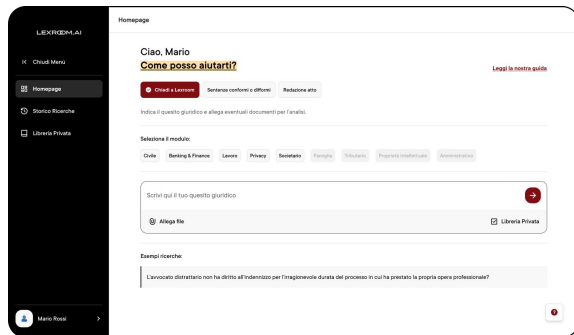 LEXROOM.AI
Chiudi Menù
Homepage
Storico Ricerche
Libreria Privata
Mario Rossi
Homepage
Ciao, Mario
Come posso aiutarti?
Leggi la nostra guida
Chiedi a Lexroom
Sentenze conformi e difformi
Redazione atto
Indica il quesito giuridico e allega eventuali documenti per l'analisi.
Seleziona il modulo:
Civile Banking & Finance Lavoro Privacy Societario Famiglia Tributario Proprietà Intellettuale Amministrativo
Scrivi qui il tuo quesito giuridico
Allega file
Libreria Privata
Esempi ricerche:
L'avvocato distrattario non ha diritto all'indennizzo per l'irragionevole durata del processo in cui ha prestato la propria opera professionale?
?